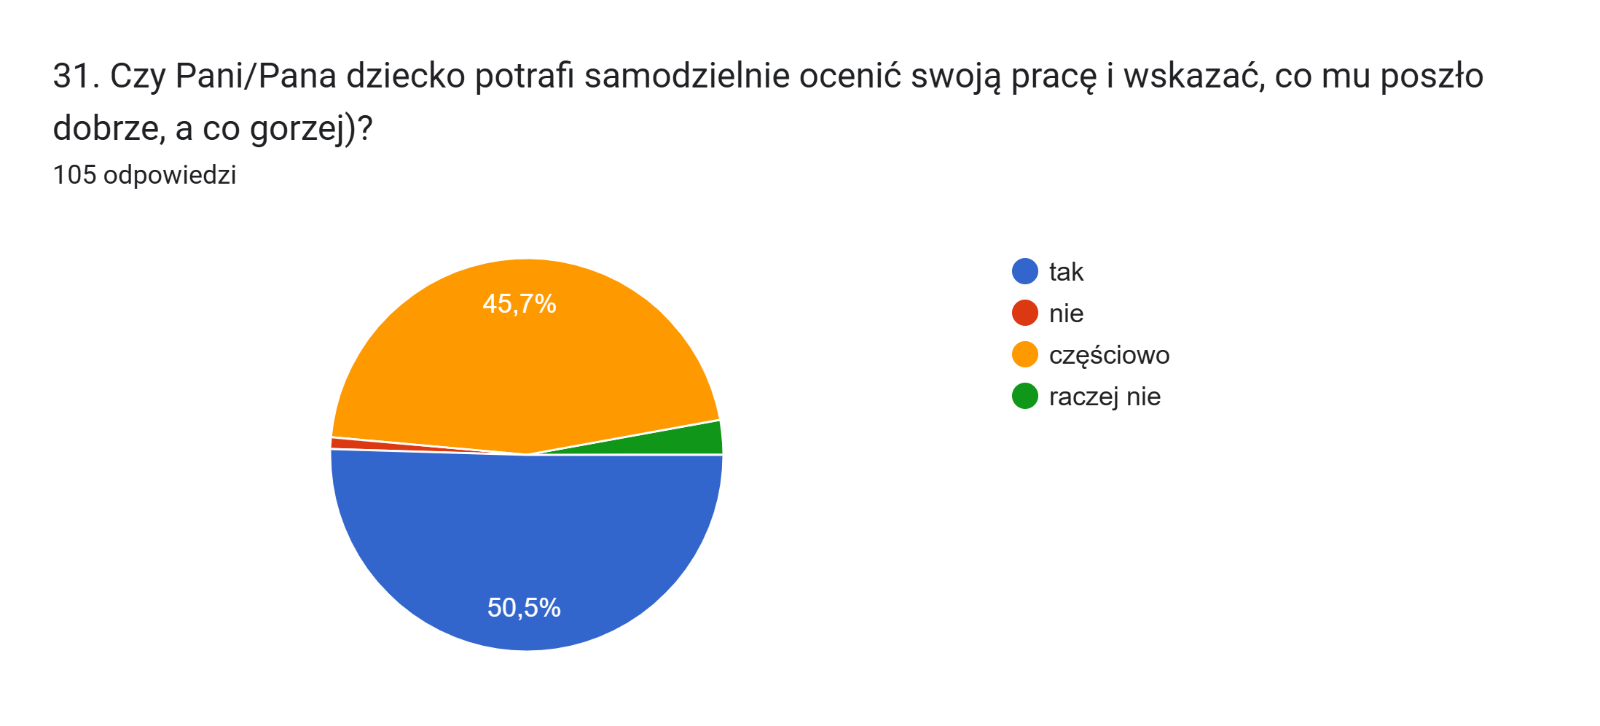 31. Czy Pani/Pana dziecko potrafi samodzielnie ocenić swoją pracę i wskazać, co mu poszło
dobrze, a co gorzej)?
105 odpowiedzi
45,7%
50,5%
tak
nie
częściowo
raczej nie